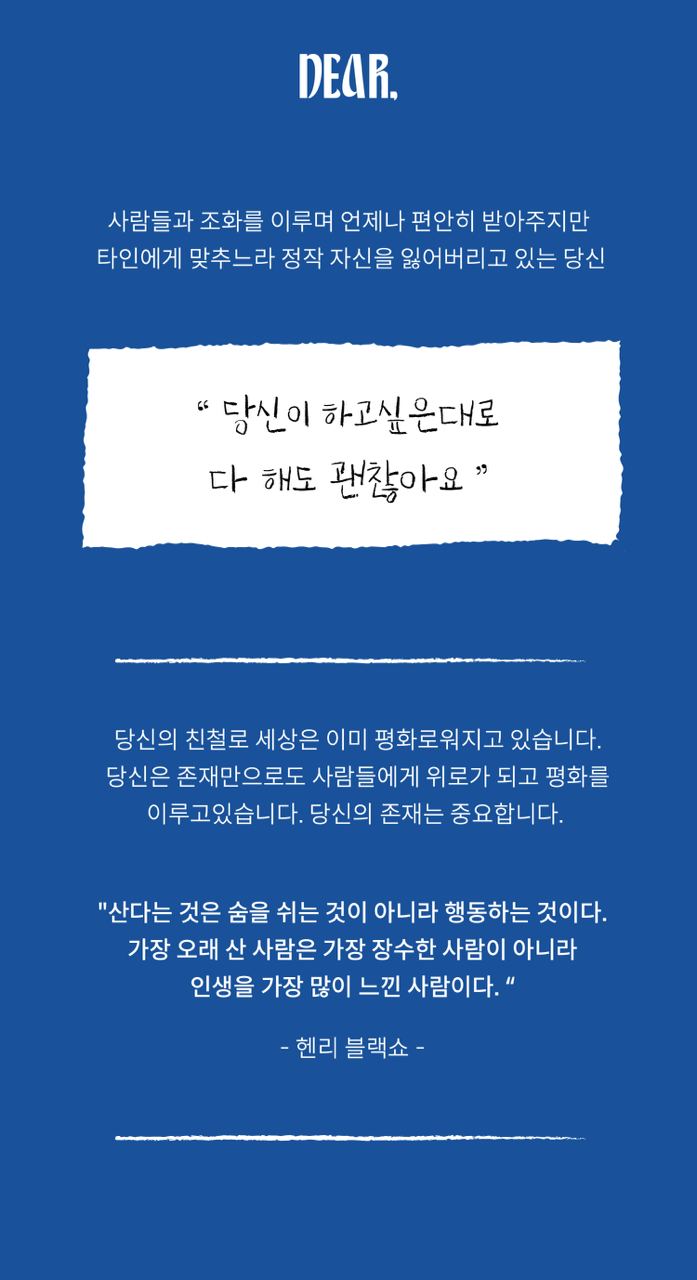 DEAR,
사람들과 조화를 이루며 언제나 편안히 받아주지만
타인에게 맞추느라 정작 자신을 잃어버리고 있는 당신
“ 당신이 하고싶은대로
다 해도 괜찮아요 ”
당신의 친철로 세상은 이미 평화로워지고 있습니다.
당신은 존재만으로도 사람들에게 위로가 되고 평화를
이루고있습니다. 당신의 존재는 중요합니다.
"산다는 것은 숨을 쉬는 것이 아니라 행동하는 것이다.
가장 오래 산 사람은 가장 장수한 사람이 아니라
인생을 가장 많이 느낀 사람이다. “
- 헨리 블랙쇼 -